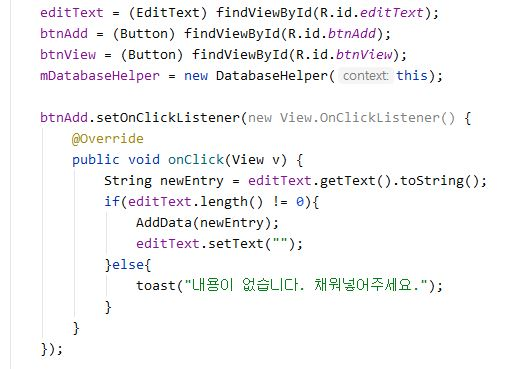 editText = (EditText) findViewById(R.id.editText);
btnAdd = (Button) findViewById(R.id.btnAdd);
btnView = (Button) findViewById(R.id.btnView);
mDatabaseHelper = new DatabaseHelper( context: this);
btnAdd.setOnClickListener(new View.OnClickListener() {
@Override
public void onClick(View v) {
String newEntry = editText.getText().toString();
if(editText.length() != 0){
AddData(newEntry);
editText.setText("");
}else{
toast("내용이 없습니다. 채워넣어주세요.");
}
}
});